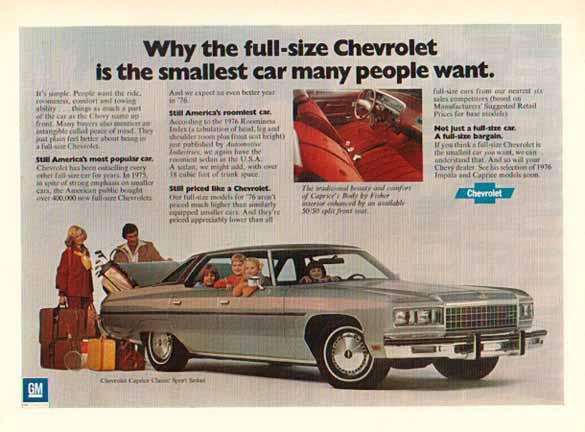 Why the full-size Chevrolet
is the smallest car many people want.
It's simple. People want the ride,
roominess, comfort and towing
ability . . . things as much a part
of the car as the Chevy name up
front. Many buyers also mention an
intangible called peace of mind. They
just plain feel better about being in
a full-size Chevrolet.
Still America's most popular car.
Chevrolet has been outselling every
other full-size car for years. In 1975,
in spite of strong emphasis on smaller
cars, the American public bought
over 400,000 new full-size Chevrolets.
And we expect an even better year
in '76.
Still America's roomiest car.
According to the 1976 Roominess
Index (a tabulation of head, leg and
shoulder room plus front seat height)
just published by Automotive
Industries, we again have the
roomiest sedan in the U.S.A.
A sedan, we might add, with over
18 cubic feet of trunk space.
Still priced like a Chevrolet.
Our full-size models for '76 aren't
priced much higher than similarly
equipped smaller cars. And they're
priced appreciably lower than all
The traditional beauty and comfort
of Caprice's Body by Fisher
interior enhanced by an available
50/50 split front seat.
full-size cars from our nearest six
sales competitors (based on
Manufacturers' Suggested Retail
Prices for base models).
Not just a full-size car.
A full-size bargain.
If you think a full-size Chevrolet is
the smallest car you want, we can
understand that. And so will your
Chevy dealer. See his selection of 1976
Impala and Caprice models soon.
Chevrolet
Chevrolet Caprice Classic Sport Sedan
GM